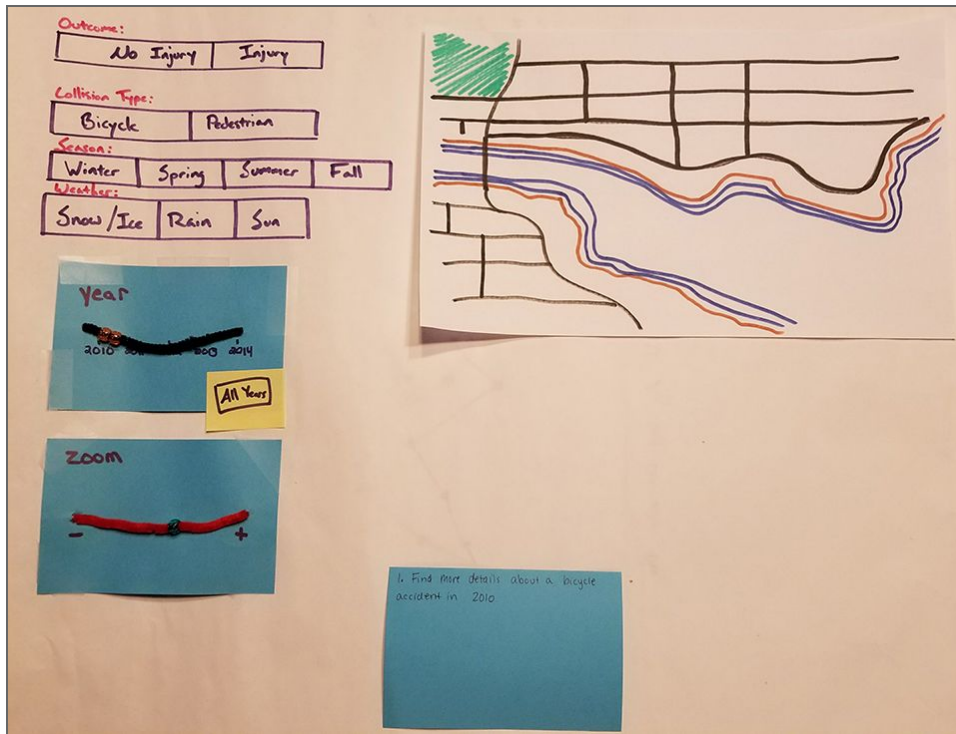 Outcome:
No Injury Injury
Collision Type:
Bicycle Pedestrian
Season:
Winter Spring Summer Fall
Weather:
Snow/Ice Rain Sun
year
2010 2013 2014
All Years
zoom
- +
1. Find more details about a bicycle
accident in 2010.